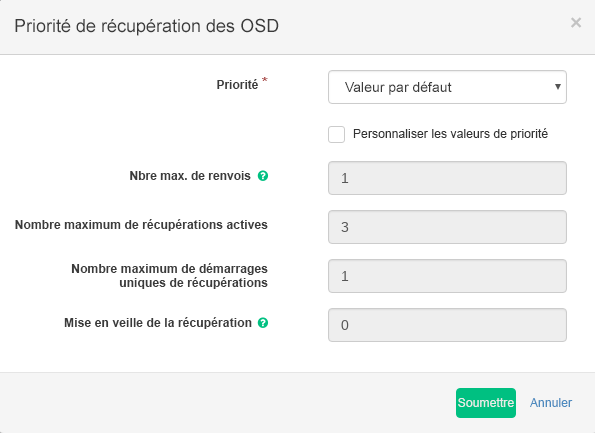 Priorité de récupération des OSD
×
Priorité *
Valeur par défaut
Personnaliser les valeurs de priorité
Nbre max. de renvois ?
1
Nombre maximum de récupérations actives
3
Nombre maximum de démarrages
uniques de récupérations
1
Mise en veille de la récupération ?
0
Soumettre
Annuler